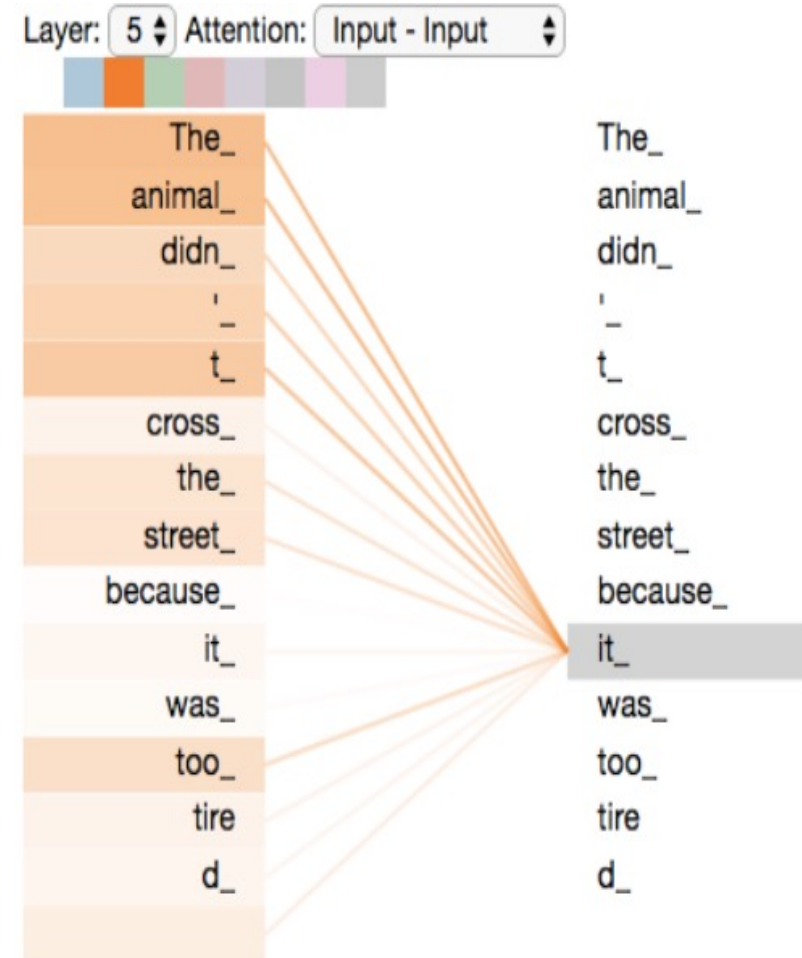 Layer: 5 Attention: Input - Input
The_ The_
animal_ animal_
didn_ didn_
'_ '_
t_ t_
cross_ cross_
the_ the_
street_ street_
because_ because_
it_ it_
was_ was_
too_ too_
tire tire
d_ d_